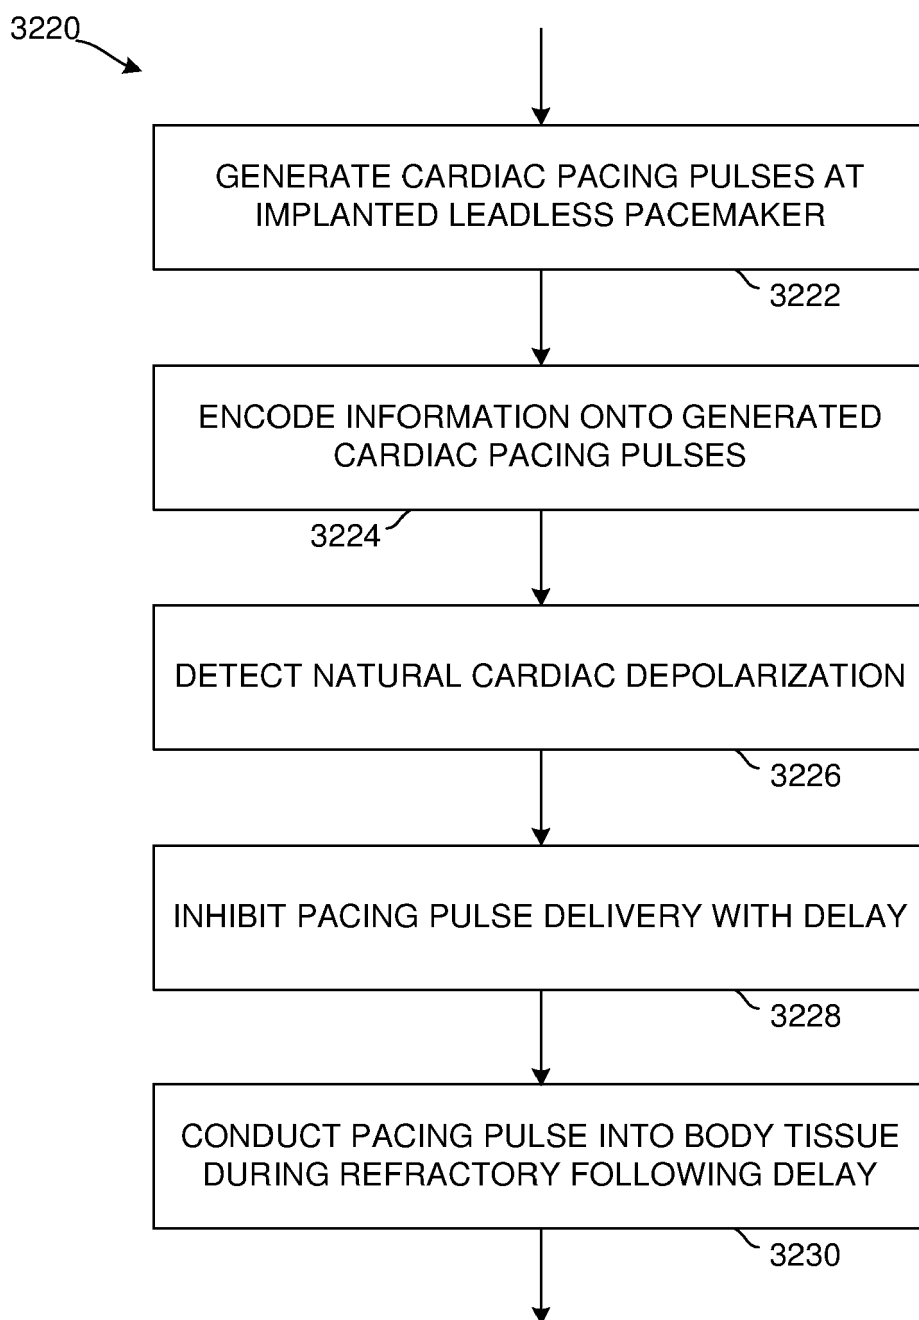 3220
GENERATE CARDIAC PACING PULSES AT
IMPLANTED LEADLESS PACEMAKER
3222
ENCODE INFORMATION ONTO GENERATED
CARDIAC PACING PULSES
3224
DETECT NATURAL CARDIAC DEPOLARIZATION
3226
INHIBIT PACING PULSE DELIVERY WITH DELAY
3228
CONDUCT PACING PULSE INTO BODY TISSUE
DURING REFRACTORY FOLLOWING DELAY
3230